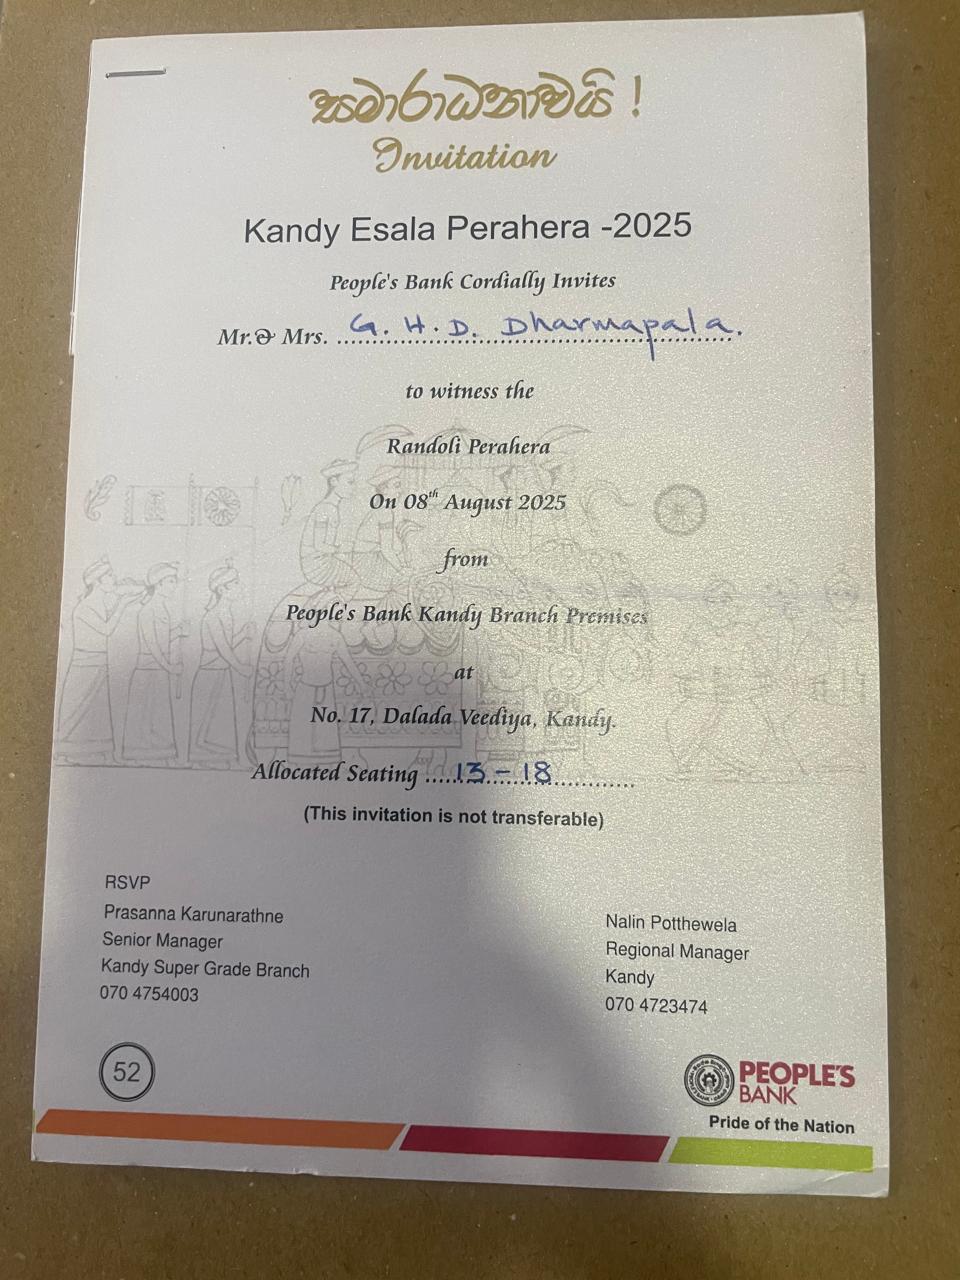 සමාරාධනාවයි !
Invitation
Kandy Esala Perahera -2025
People's Bank Cordially Invites
Mr.& Mrs. G. H. D. Dharmapala.
to witness the
Randoli Perahera
On 08th August 2025
from
People's Bank Kandy Branch Premises
at
No. 17, Dalada Veediya, Kandy.
Allocated Seating ....13 - 18..............
(This invitation is not transferable)
RSVP
Prasanna Karunarathne
Senior Manager
Kandy Super Grade Branch
070 4754003
Nalin Potthewela
Regional Manager
Kandy
070 4723474
52
PEOPLE'S
BANK
Pride of the Nation